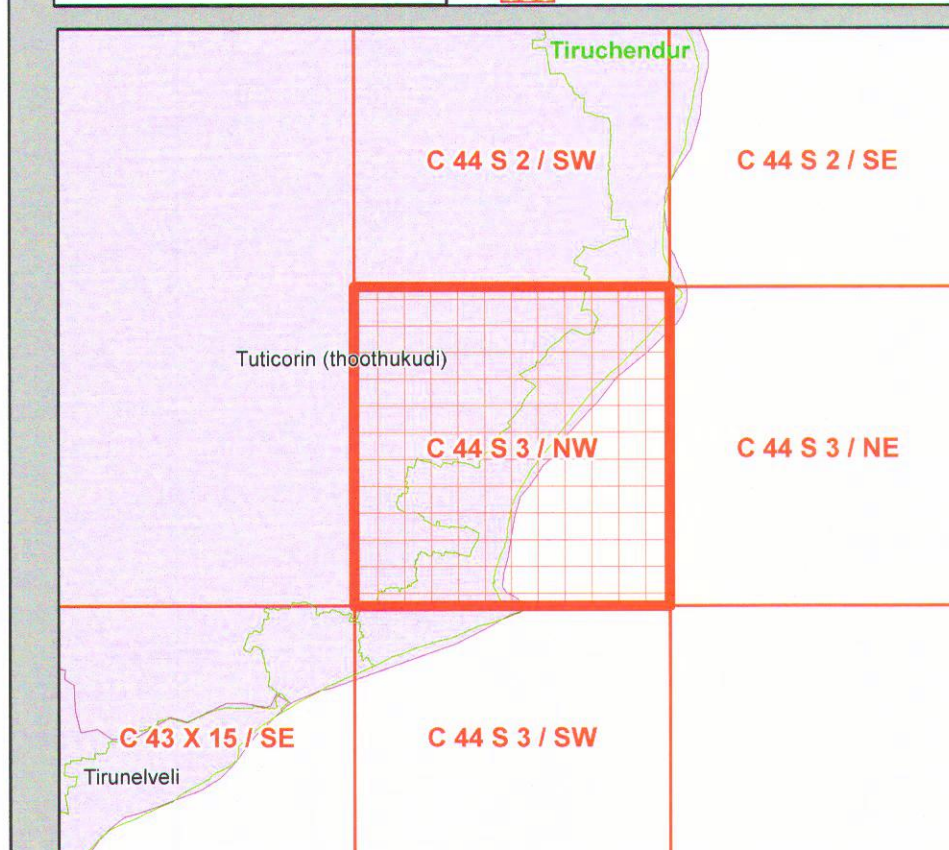 Tiruchendur
C 44 S 2 / SW
C 44 S 2 / SE
Tuticorin (thoothukudi)
C 44 S 3 / NW
C 44 S 3 / NE
C 43 X 15 / SE
C 44 S 3 / SW
Tirunelveli